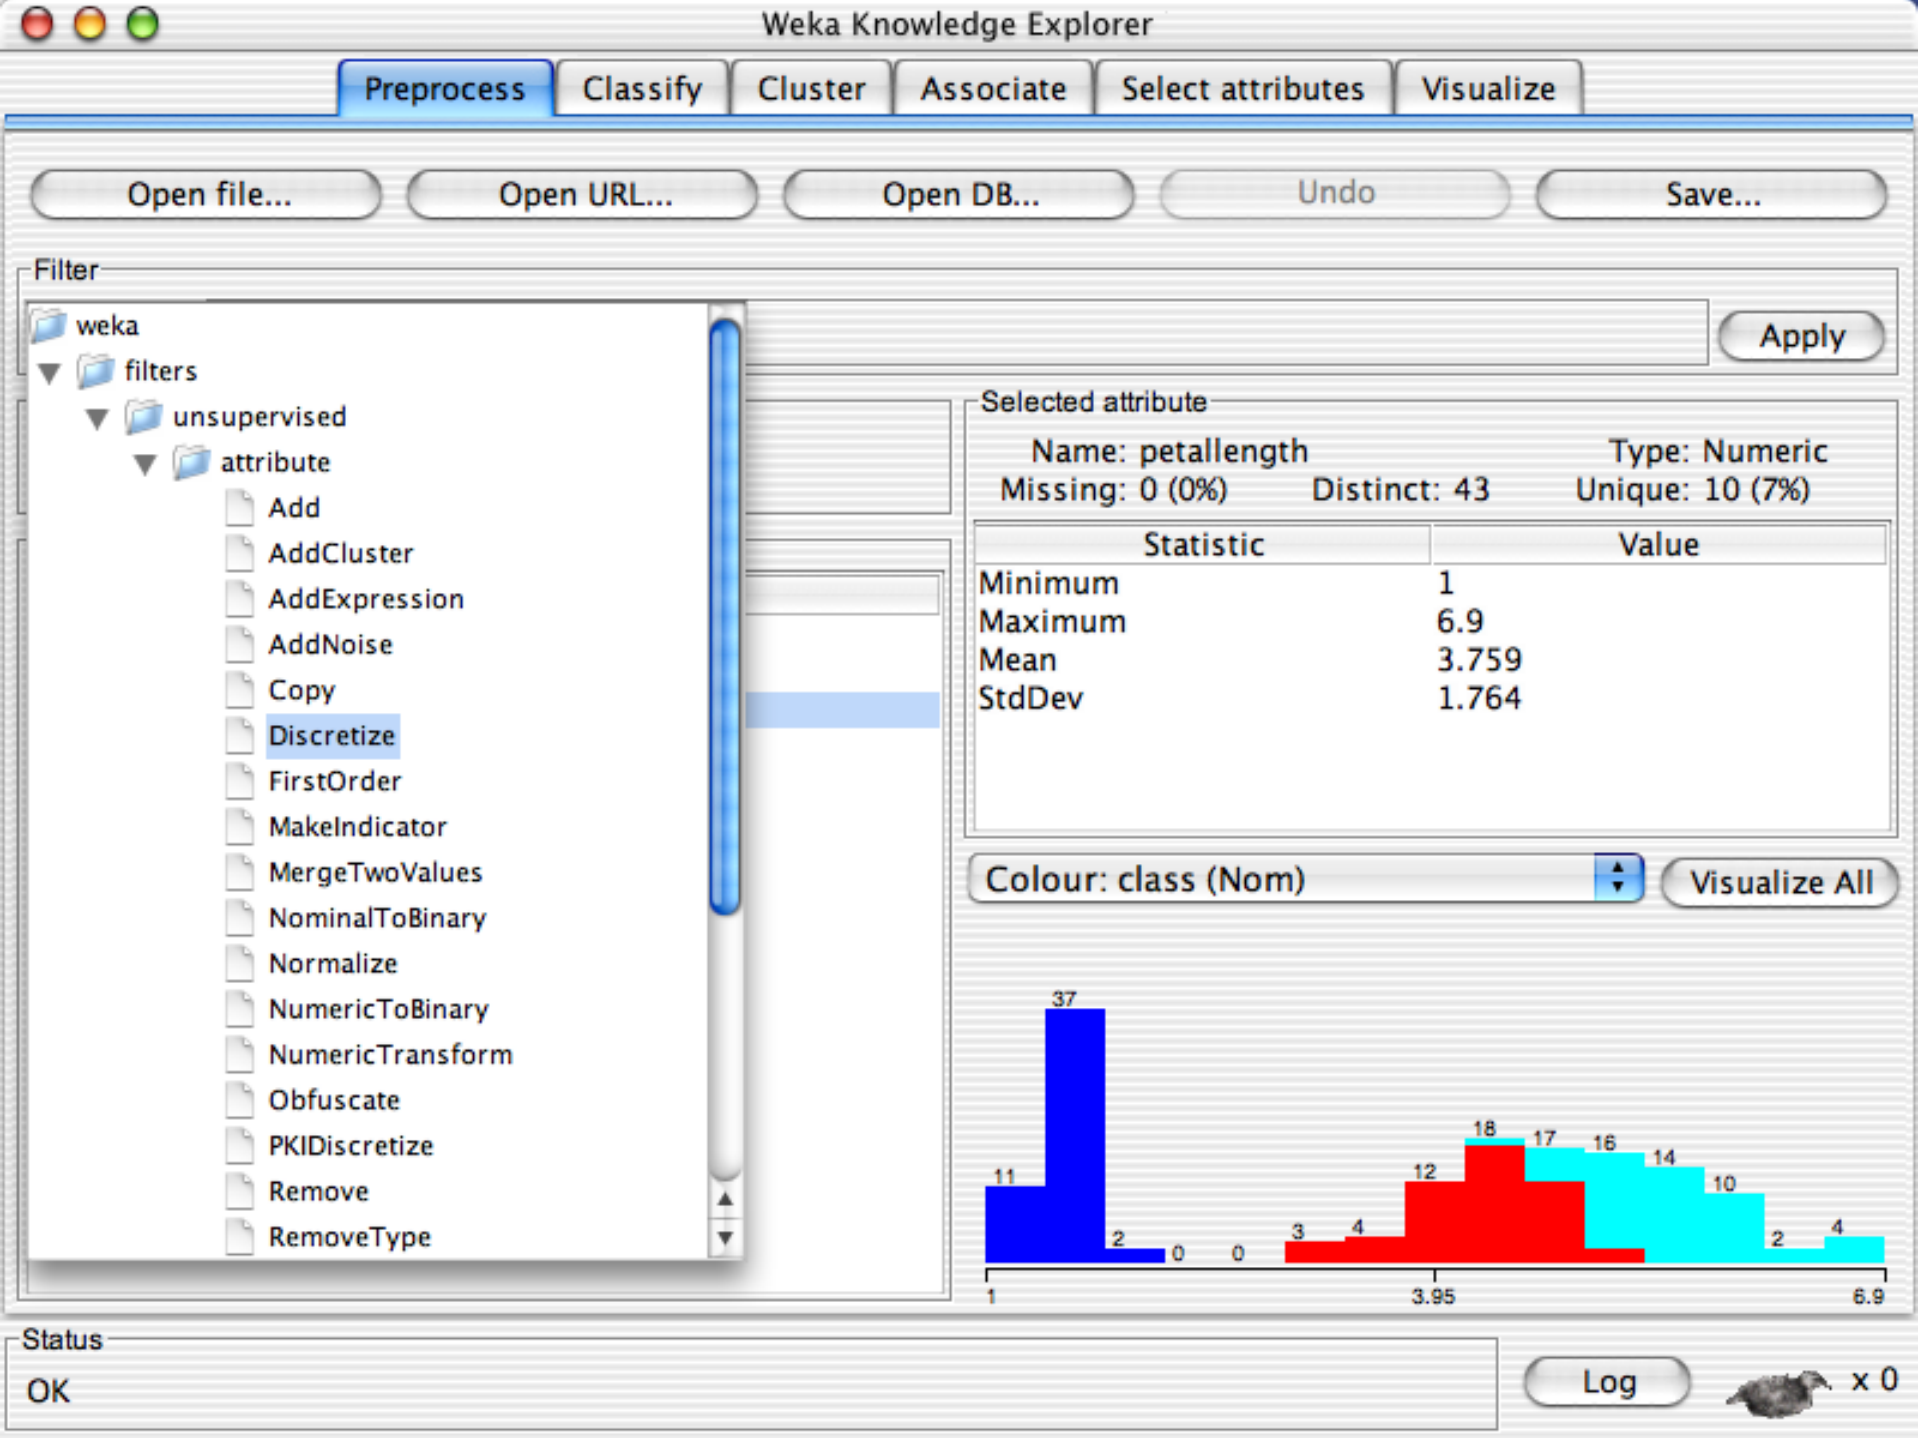 Weka Knowledge Explorer
Preprocess Classify Cluster Associate Select attributes Visualize
Open file... Open URL... Open DB... Undo Save...
Filter
weka
filters
unsupervised
attribute
Add
AddCluster
AddExpression
AddNoise
Copy
Discretize
FirstOrder
MakeIndicator
MergeTwoValues
NominalToBinary
Normalize
NumericToBinary
NumericTransform
Obfuscate
PKIDiscretize
Remove
RemoveType
Apply
Selected attribute
Name: petallength Type: Numeric
Missing: 0 (0%) Distinct: 43 Unique: 10 (7%)
Statistic Value
Minimum 1
Maximum 6.9
Mean 3.759
StdDev 1.764
Colour: class (Nom) Visualize All
11 37 2 0 0 3 4 12 18 17 16 14 10 2 4
1 3.95 6.9
Status
OK
Log x 0